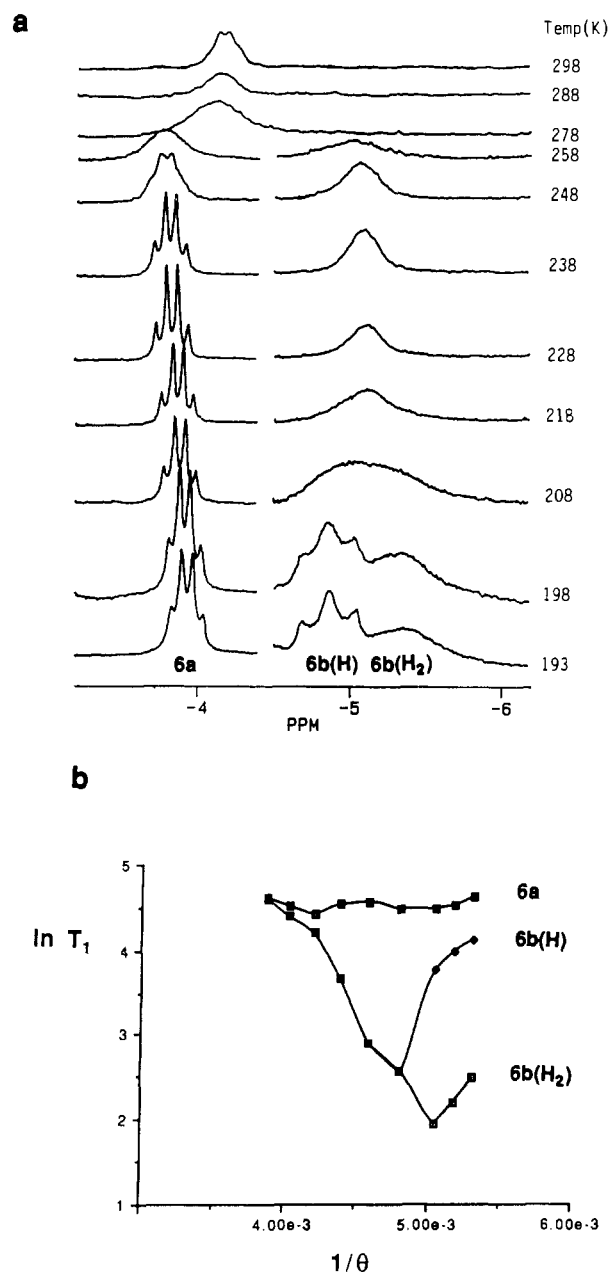 a
Temp(K)
298
288
278
258
248
238
228
218
208
198
193
6a 6b(H) 6b(H₂)
-4 -5 -6
PPM
b
5
4
3
2
1
ln T₁
6a
6b(H)
6b(H₂)
4.00e-3 5.00e-3 6.00e-3
1/θ